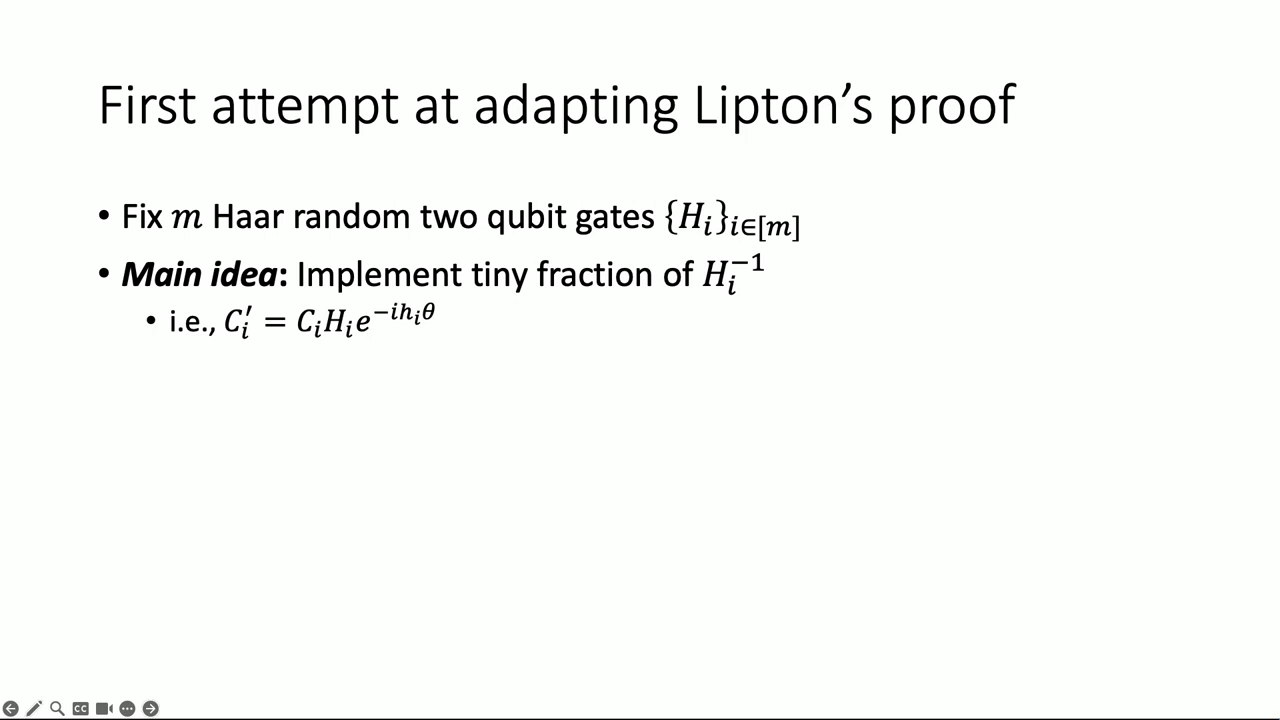 First attempt at adapting Lipton's proof
• Fix m Haar random two qubit gates {H_i}_{i∈[m]}
• Main idea: Implement tiny fraction of H_i^{-1}
• i.e., C_i' = C_i H_i e^{-ih_iθ}
CC